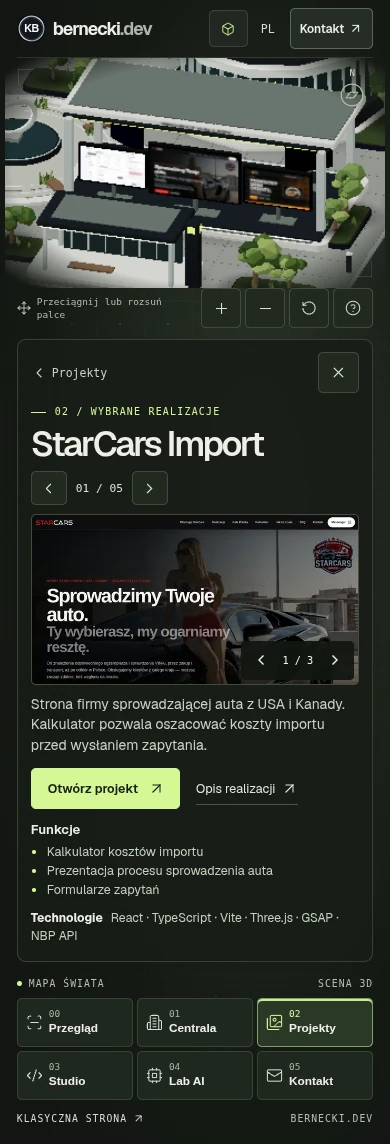 KB bernecki.dev PL Kontakt
N
Przeciągnij lub rozsuń
palce
Projekty
02 / WYBRANE REALIZACJE
StarCars Import
01 / 05
STARCARS
STARCARS
Sprowadzimy Twoje
auto.
Ty wybierasz, my ogarniamy
resztę.
1 / 3
Strona firmy sprowadzającej auta z USA i Kanady.
Kalkulator pozwala oszacować koszty importu
przed wysłaniem zapytania.
Otwórz projekt Opis realizacji
Funkcje
• Kalkulator kosztów importu
• Prezentacja procesu sprowadzenia auta
• Formularze zapytań
Technologie React · TypeScript · Vite · Three.js · GSAP ·
NBP API
MAPA ŚWIATA SCENA 3D
00 01 02
Przegląd Centrala Projekty
03 04 05
Studio Lab AI Kontakt
KLASYCZNA STRONA BERNECKI.DEV